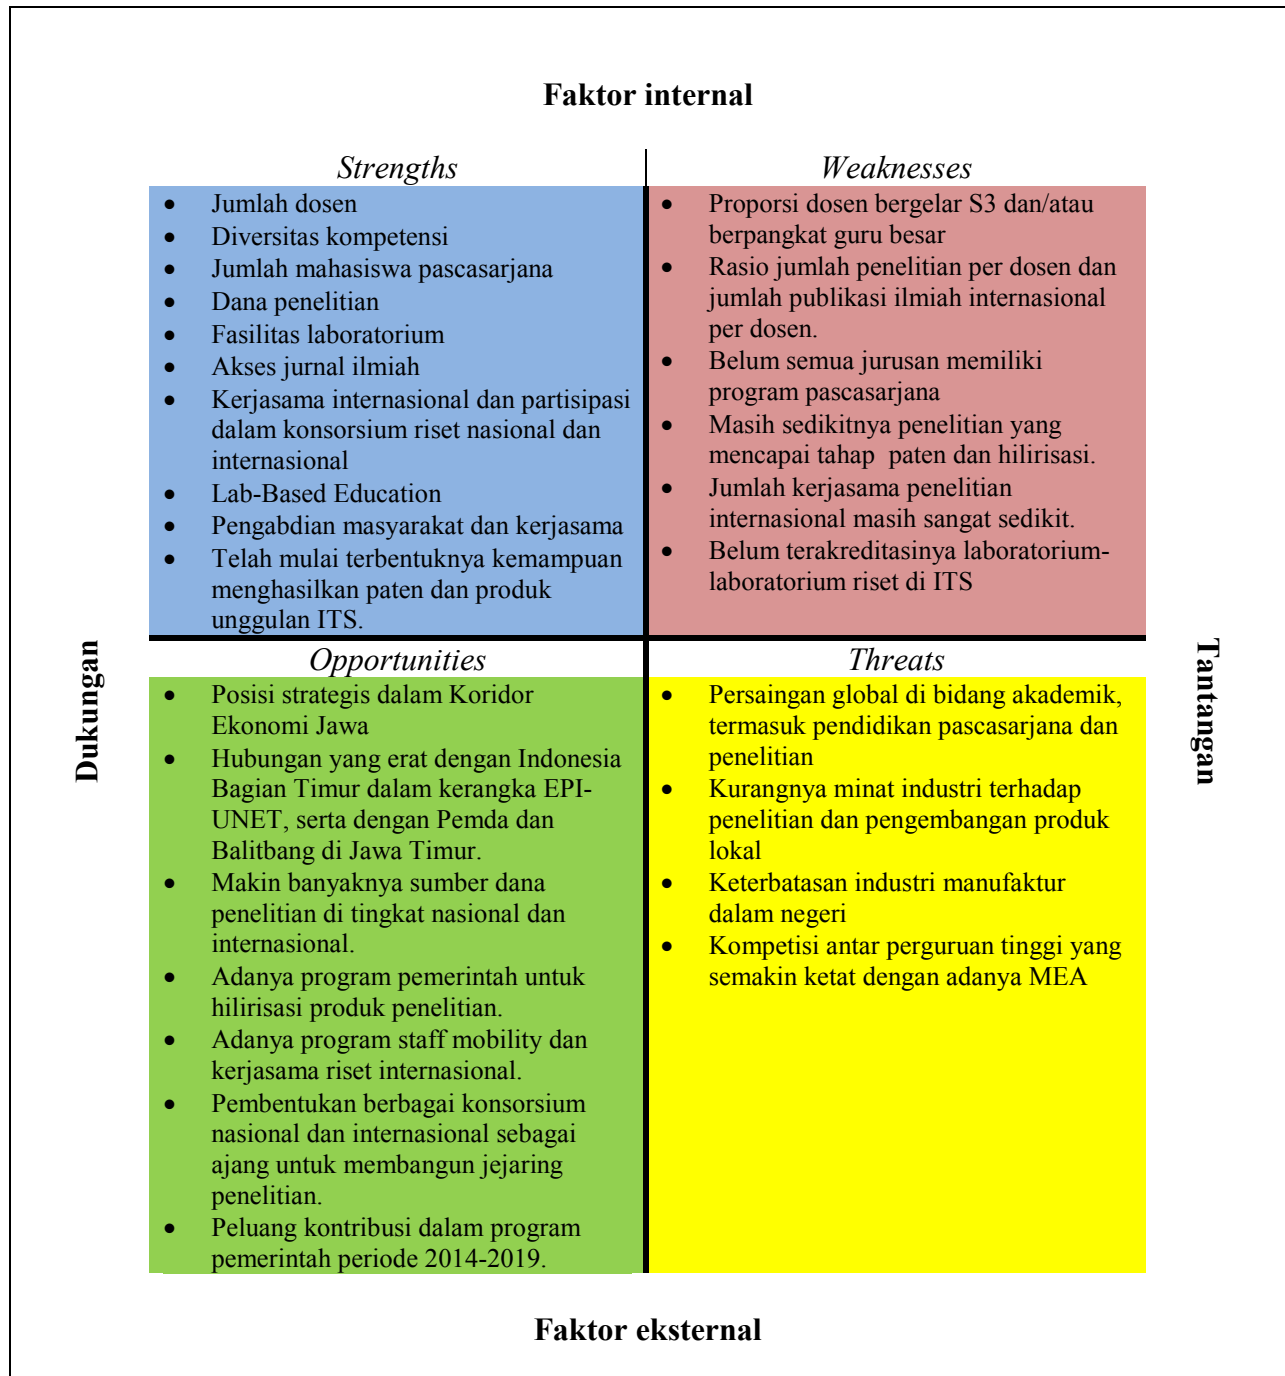 Faktor internal
Strengths
• Jumlah dosen
• Diversitas kompetensi
• Jumlah mahasiswa pascasarjana
• Dana penelitian
• Fasilitas laboratorium
• Akses jurnal ilmiah
• Kerjasama internasional dan partisipasi
dalam konsorsium riset nasional dan
internasional
• Lab-Based Education
• Pengabdian masyarakat dan kerjasama
• Telah mulai terbentuknya kemampuan
menghasilkan paten dan produk
unggulan ITS.
Weaknesses
• Proporsi dosen bergelar S3 dan/atau
berpangkat guru besar
• Rasio jumlah penelitian per dosen dan
jumlah publikasi ilmiah internasional
per dosen.
• Belum semua jurusan memiliki
program pascasarjana
• Masih sedikitnya penelitian yang
mencapai tahap  paten dan hilirisasi.
• Jumlah kerjasama penelitian
internasional masih sangat sedikit.
• Belum terakreditasinya laboratorium-
laboratorium riset di ITS
Dukungan
Opportunities
• Posisi strategis dalam Koridor
Ekonomi Jawa
• Hubungan yang erat dengan Indonesia
Bagian Timur dalam kerangka EPI-
UNET, serta dengan Pemda dan
Balitbang di Jawa Timur.
• Makin banyaknya sumber dana
penelitian di tingkat nasional dan
internasional.
• Adanya program pemerintah untuk
hilirisasi produk penelitian.
• Adanya program staff mobility dan
kerjasama riset internasional.
• Pembentukan berbagai konsorsium
nasional dan internasional sebagai
ajang untuk membangun jejaring
penelitian.
• Peluang kontribusi dalam program
pemerintah periode 2014-2019.
Threats
• Persaingan global di bidang akademik,
termasuk pendidikan pascasarjana dan
penelitian
• Kurangnya minat industri terhadap
penelitian dan pengembangan produk
lokal
• Keterbatasan industri manufaktur
dalam negeri
• Kompetisi antar perguruan tinggi yang
semakin ketat dengan adanya MEA
Tantangan
Faktor eksternal